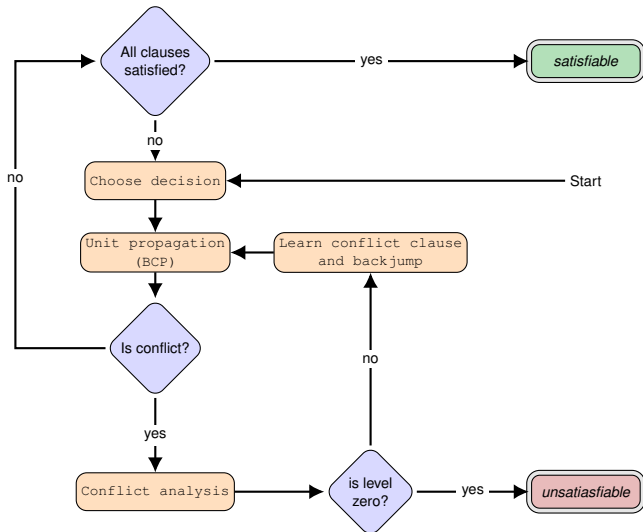 All clauses
satisfied?
yes
satisfiable
no
no
Choose decision
Start
Unit propagation
(BCP)
Learn conflict clause
and backjump
Is conflict?
no
yes
Conflict analysis
is level
zero?
yes
unsatiasfiable